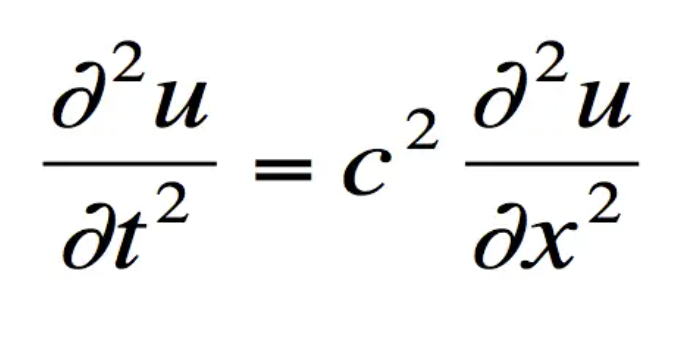 ∂²u/∂t² = c² ∂²u/∂x²